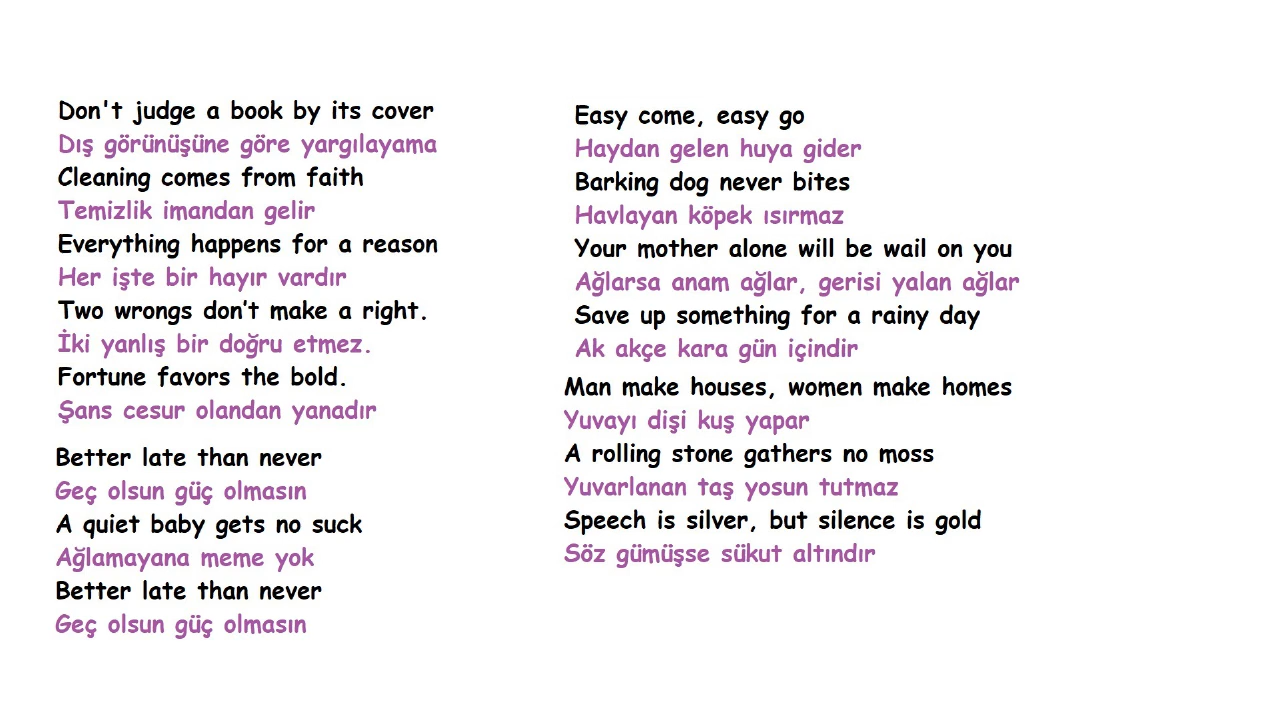 Don't judge a book by its cover
Dış görünüşüne göre yargılayama
Cleaning comes from faith
Temizlik imandan gelir
Everything happens for a reason
Her işte bir hayır vardır
Two wrongs don’t make a right.
İki yanlış bir doğru etmez.
Fortune favors the bold.
Şans cesur olandan yanadır
Better late than never
Geç olsun güç olmasın
A quiet baby gets no suck
Ağlamayana meme yok
Better late than never
Geç olsun güç olmasın
Easy come, easy go
Haydan gelen huya gider
Barking dog never bites
Havlayan köpek ısırmaz
Your mother alone will be wail on you
Ağlarsa anam ağlar, gerisi yalan ağlar
Save up something for a rainy day
Ak akçe kara gün içindir
Man make houses, women make homes
Yuvayı dişi kuş yapar
A rolling stone gathers no moss
Yuvarlanan taş yosun tutmaz
Speech is silver, but silence is gold
Söz gümüşse sükut altındır